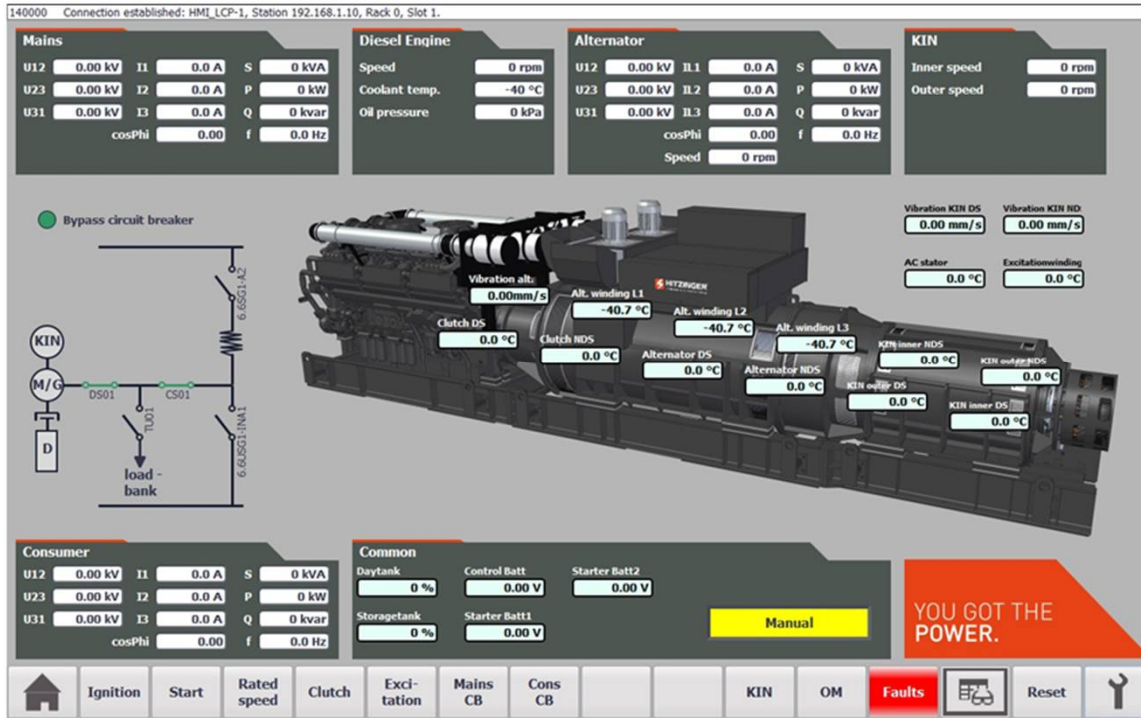 140000 Connection established: HMI_LCP-1, Station 192.168.1.10, Rack 0, Slot 1.
Mains
U12 0.00 kV I1 0.0 A S 0 kVA
U23 0.00 kV I2 0.0 A P 0 kW
U31 0.00 kV I3 0.0 A Q 0 kvar
cosPhi 0.00 f 0.0 Hz
Diesel Engine
Speed 0 rpm
Coolant temp. -40 °C
Oil pressure 0 kPa
Alternator
U12 0.00 kV IL1 0.0 A S 0 kVA
U23 0.00 kV IL2 0.0 A P 0 kW
U31 0.00 kV IL3 0.0 A Q 0 kvar
cosPhi 0.00 f 0.0 Hz
Speed 0 rpm
KIN
Inner speed 0 rpm
Outer speed 0 rpm
Bypass circuit breaker
6.6SG1-A2
KIN
M/G
DS01
CS01
TU01
6.6USG1-INA1
D
load -
bank
Vibration KIN DS
0.00 mm/s
Vibration KIN ND
0.00 mm/s
AC stator
0.0 °C
Excitationwinding
0.0 °C
HITZINGER
Vibration alt.
0.00mm/s
Alt. winding L1
-40.7 °C
Alt. winding L2
-40.7 °C
Alt. winding L3
-40.7 °C
Clutch DS
0.0 °C
Clutch NDS
0.0 °C
Alternator DS
0.0 °C
Alternator NDS
0.0 °C
KIN inner NDS
0.0 °C
KIN outer NDS
0.0 °C
KIN outer DS
0.0 °C
KIN inner DS
0.0 °C
Consumer
U12 0.00 kV I1 0.0 A S 0 kVA
U23 0.00 kV I2 0.0 A P 0 kW
U31 0.00 kV I3 0.0 A Q 0 kvar
cosPhi 0.00 f 0.0 Hz
Common
Daytank
0 %
Control Batt
0.00 V
Starter Batt2
0.00 V
Storagetank
0 %
Starter Batt1
0.00 V
Manual
YOU GOT THE
POWER.
Ignition
Start
Rated
speed
Clutch
Exci-
tation
Mains
CB
Cons
CB
KIN
OM
Faults
Reset